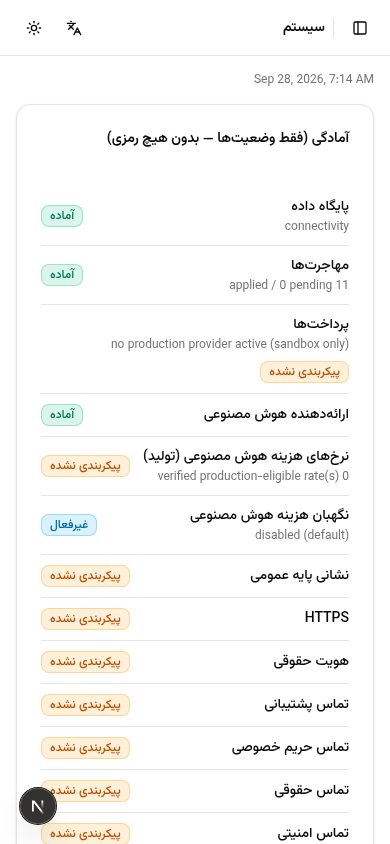 سیستم
Sep 28, 2026, 7:14 AM
آمادگی (فقط وضعیت‌ها — بدون هیچ رمزی)
پایگاه داده
connectivity
آماده
مهاجرت‌ها
applied / 0 pending 11
آماده
پرداخت‌ها
no production provider active (sandbox only)
پیکربندی نشده
ارائه‌دهنده هوش مصنوعی
آماده
نرخ‌های هزینه هوش مصنوعی (تولید)
verified production-eligible rate(s) 0
پیکربندی نشده
نگهبان هزینه هوش مصنوعی
disabled (default)
غیرفعال
نشانی پایه عمومی
پیکربندی نشده
HTTPS
پیکربندی نشده
هویت حقوقی
پیکربندی نشده
تماس پشتیبانی
پیکربندی نشده
تماس حریم خصوصی
پیکربندی نشده
تماس حقوقی
پیکربندی نشده
تماس امنیتی
پیکربندی نشده
N